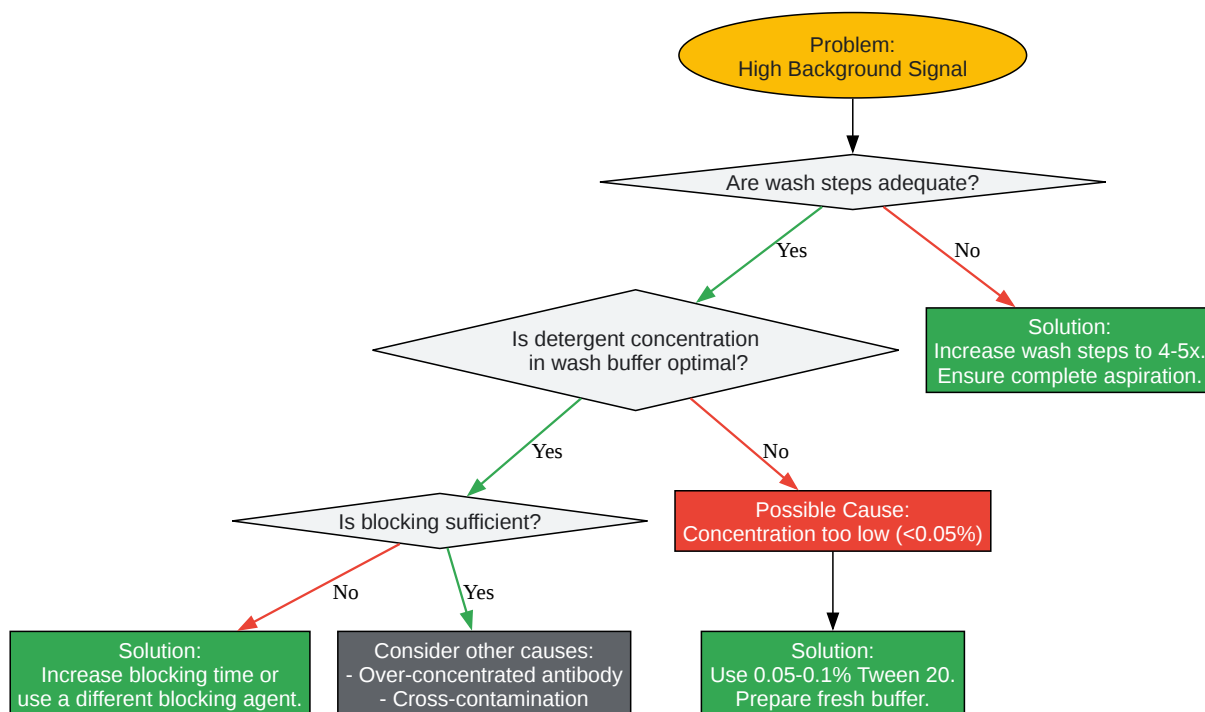 Problem:
High Background Signal
Are wash steps adequate?
Yes
No
Is detergent concentration
in wash buffer optimal?
Solution:
Increase wash steps to 4-5x.
Ensure complete aspiration.
Yes
No
Is blocking sufficient?
Possible Cause:
Concentration too low (<0.05%)
No
Yes
Solution:
Increase blocking time or
use a different blocking agent.
Consider other causes:
- Over-concentrated antibody
- Cross-contamination
Solution:
Use 0.05-0.1% Tween 20.
Prepare fresh buffer.